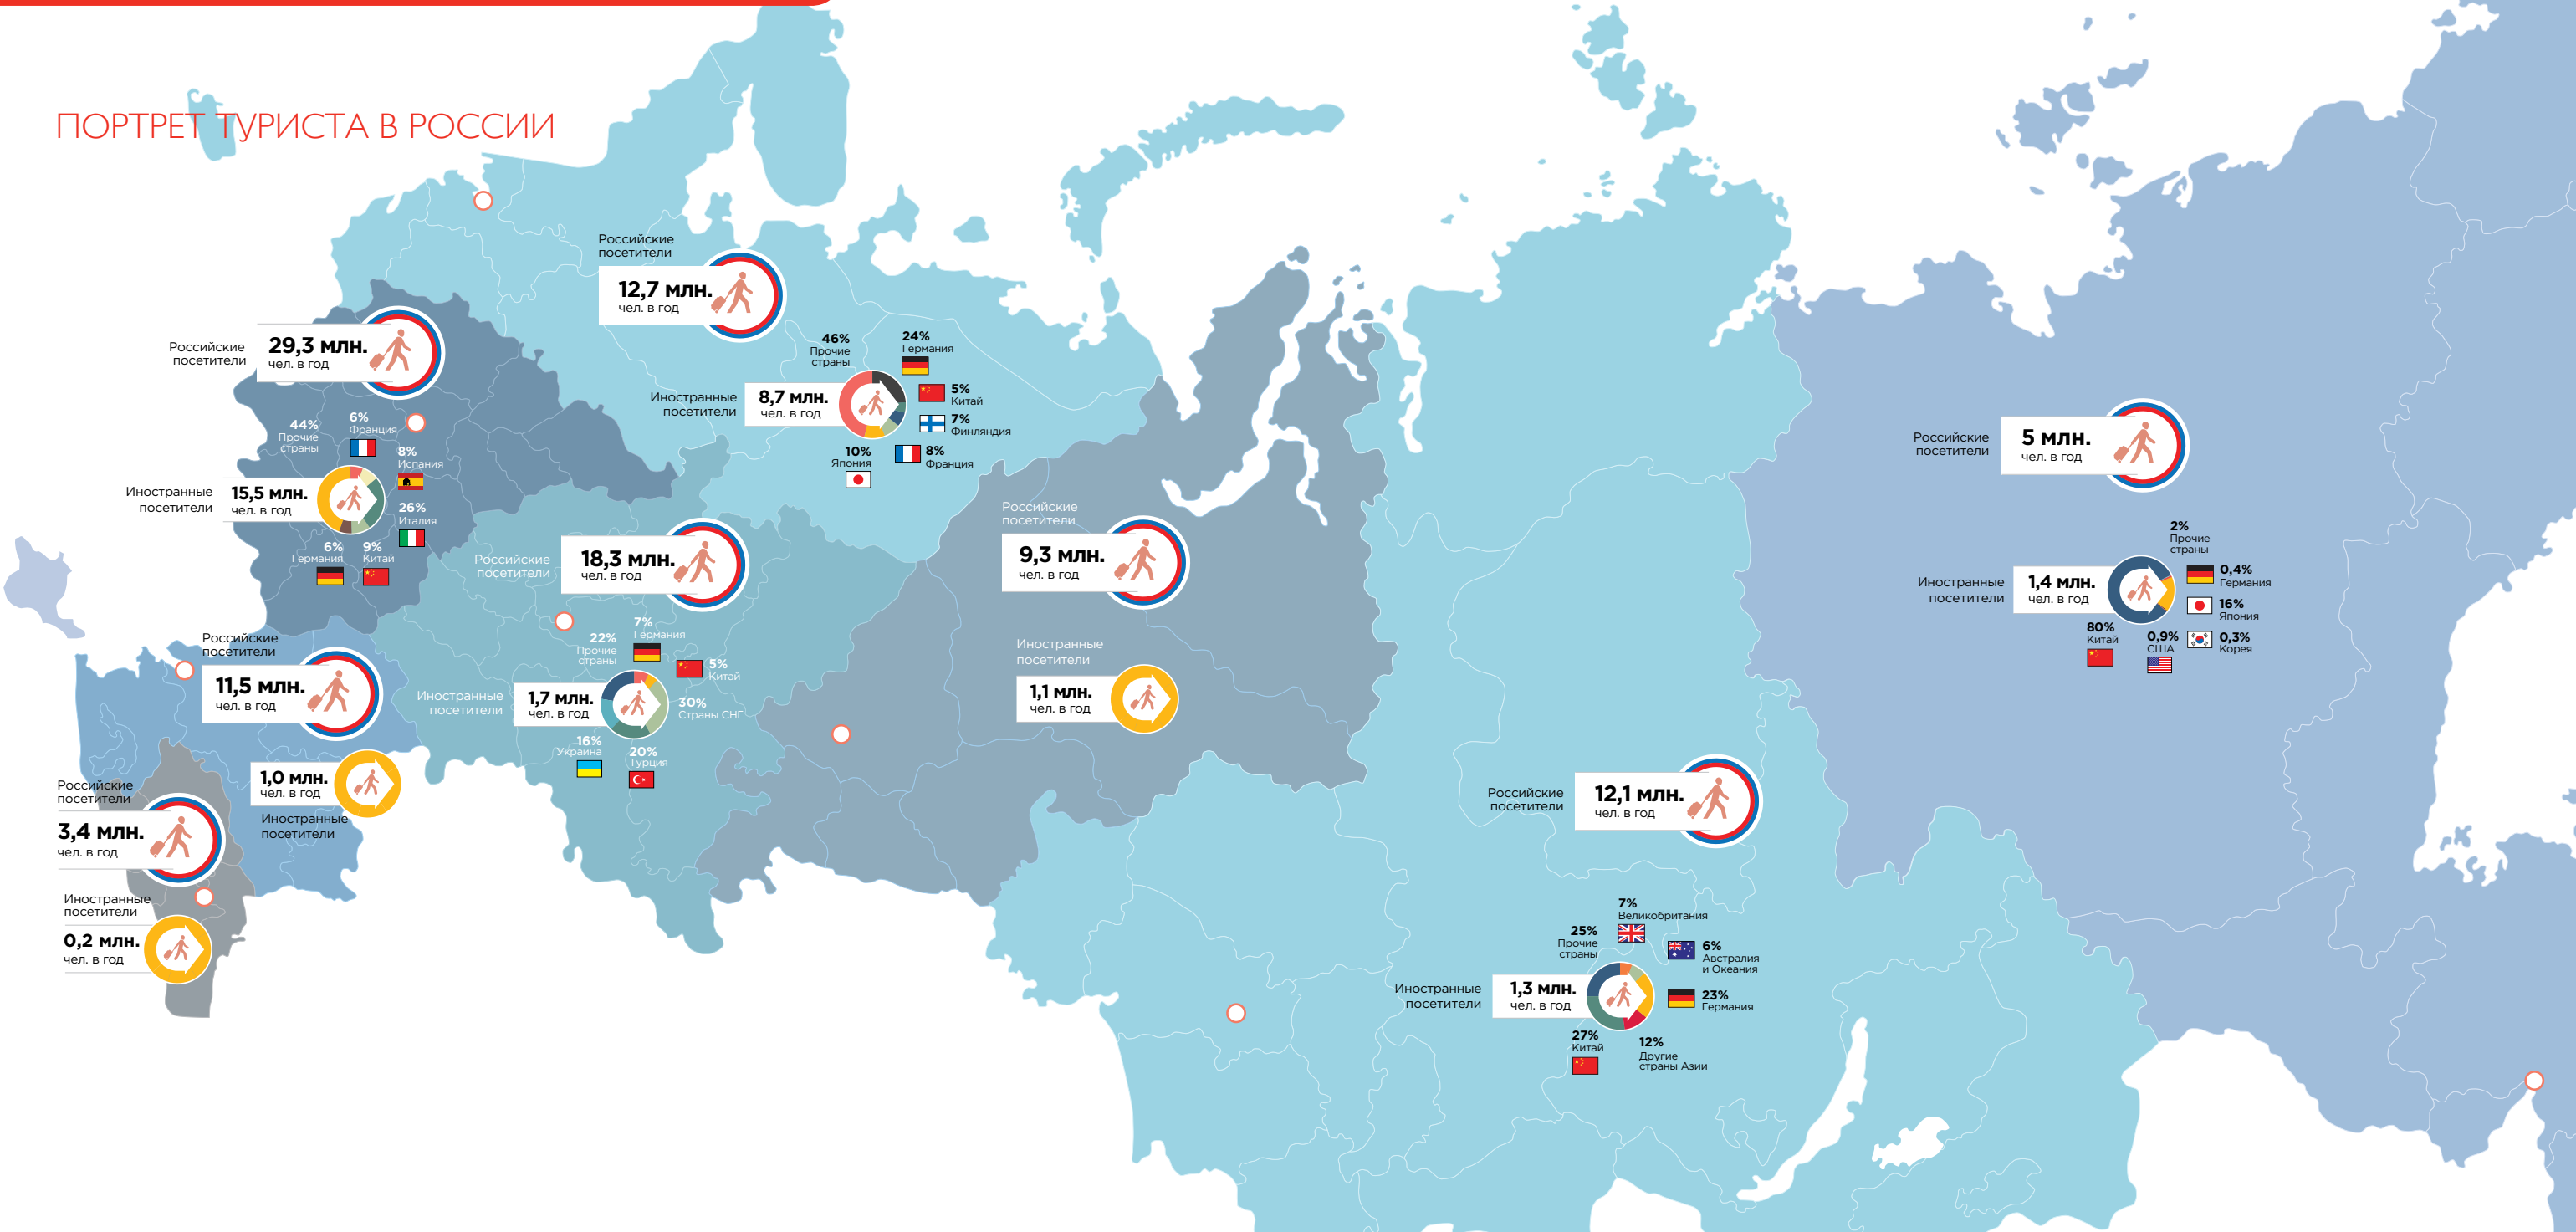 ПОРТРЕТ ТУРИСТА В РОССИИ
Российские
посетители
12,7 млн.
чел. в год
Иностранные
посетители
8,7 млн.
чел. в год
46%
Прочие
страны
24%
Германия
5%
Китай
7%
Финляндия
8%
Франция
10%
Япония
Российские
посетители
29,3 млн.
чел. в год
Иностранные
посетители
15,5 млн.
чел. в год
44%
Прочие
страны
6%
Франция
8%
Испания
26%
Италия
9%
Китай
6%
Германия
Российские
посетители
18,3 млн.
чел. в год
Иностранные
посетители
1,7 млн.
чел. в год
22%
Прочие
страны
7%
Германия
5%
Китай
30%
Страны СНГ
20%
Турция
16%
Украина
Российские
посетители
11,5 млн.
чел. в год
1,0 млн.
чел. в год
Иностранные
посетители
Российские
посетители
3,4 млн.
чел. в год
Иностранные
посетители
0,2 млн.
чел. в год
Российские
посетители
9,3 млн.
чел. в год
Иностранные
посетители
1,1 млн.
чел. в год
Российские
посетители
12,1 млн.
чел. в год
Иностранные
посетители
1,3 млн.
чел. в год
25%
Прочие
страны
7%
Великобритания
6%
Австралия
и Океания
23%
Германия
12%
Другие
страны Азии
27%
Китай
Российские
посетители
5 млн.
чел. в год
Иностранные
посетители
1,4 млн.
чел. в год
2%
Прочие
страны
0,4%
Германия
16%
Япония
0,3%
Корея
0,9%
США
80%
Китай